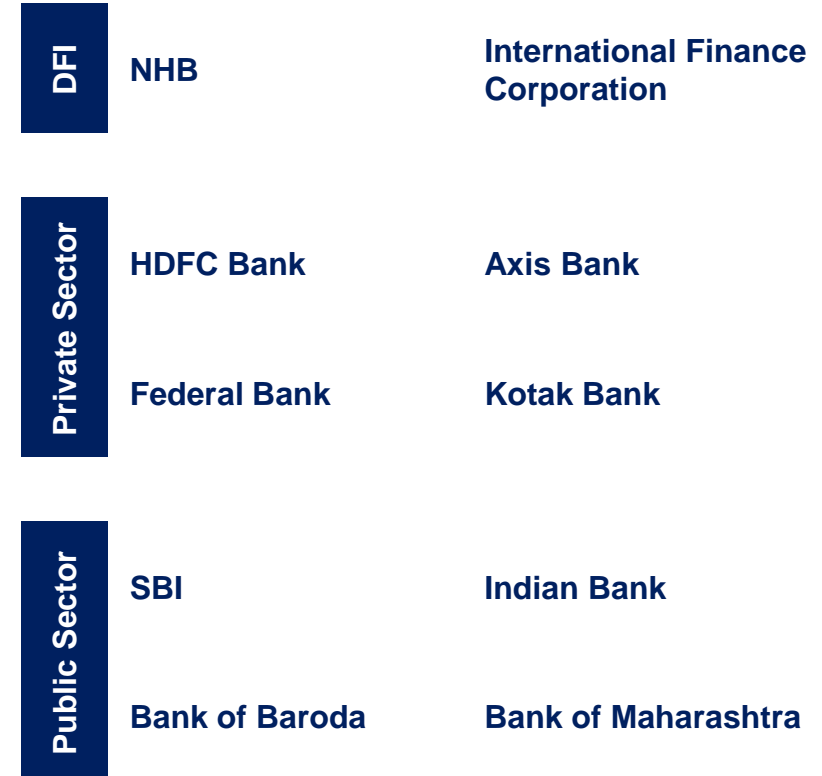 DFI
NHB
International Finance
Corporation
Private Sector
HDFC Bank
Axis Bank
Federal Bank
Kotak Bank
Public Sector
SBI
Indian Bank
Bank of Baroda
Bank of Maharashtra